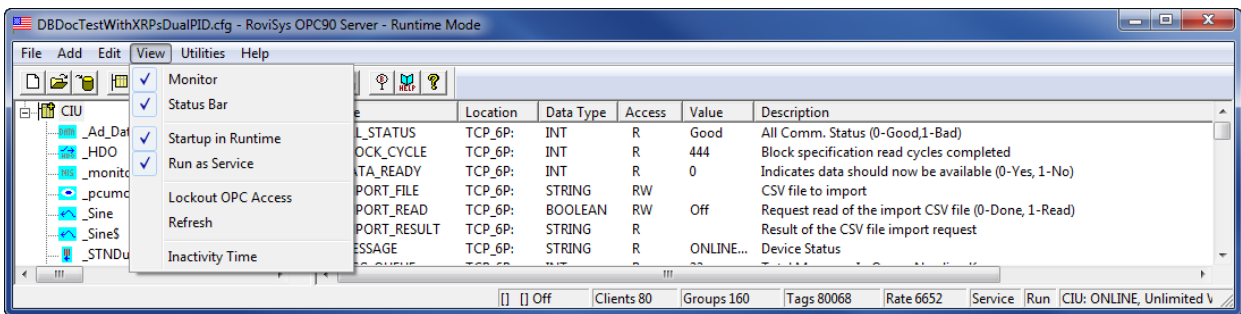 DBDocTestWithXRPsDualPID.cfg - RoviSys OPC90 Server - Runtime Mode
File Add Edit View Utilities Help
Monitor
Status Bar
Startup in Runtime
Run as Service
Lockout OPC Access
Refresh
Inactivity Time
CIU
_Ad_Dat
_HDO
_monito
_pcumo
_Sine
_Sine$
_STNDu
Location Data Type Access Value Description
L_STATUS TCP_6P: INT R Good All Comm. Status (0-Good,1-Bad)
OCK_CYCLE TCP_6P: INT R 444 Block specification read cycles completed
TA_READY TCP_6P: INT R 0 Indicates data should now be available (0-Yes, 1-No)
PORT_FILE TCP_6P: STRING RW CSV file to import
PORT_READ TCP_6P: BOOLEAN RW Off Request read of the import CSV file (0-Done, 1-Read)
PORT_RESULT TCP_6P: STRING R Result of the CSV file import request
ESSAGE TCP_6P: STRING R ONLINE... Device Status
[] [] Off Clients 80 Groups 160 Tags 80068 Rate 6652 Service Run CIU: ONLINE, Unlimited